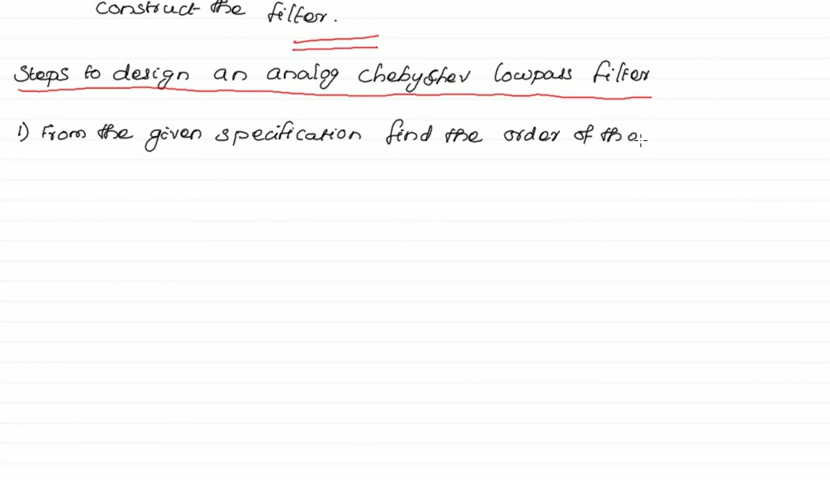 construct the filter.
Steps to design an analog chebyshev lowpass filter
1) From the given specification find the order of the